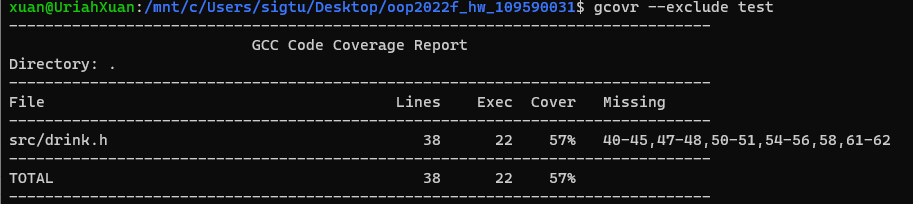 xuan@UriahXuan:/mnt/c/Users/sigtu/Desktop/oop2022f_hw_109590031$ gcovr --exclude test
------------------------------------------------------------------------------
                           GCC Code Coverage Report
Directory: .
------------------------------------------------------------------------------
File                                       Lines    Exec  Cover   Missing
------------------------------------------------------------------------------
src/drink.h                                   38      22    57%   40-45,47-48,50-51,54-56,58,61-62
------------------------------------------------------------------------------
TOTAL                                         38      22    57%
------------------------------------------------------------------------------